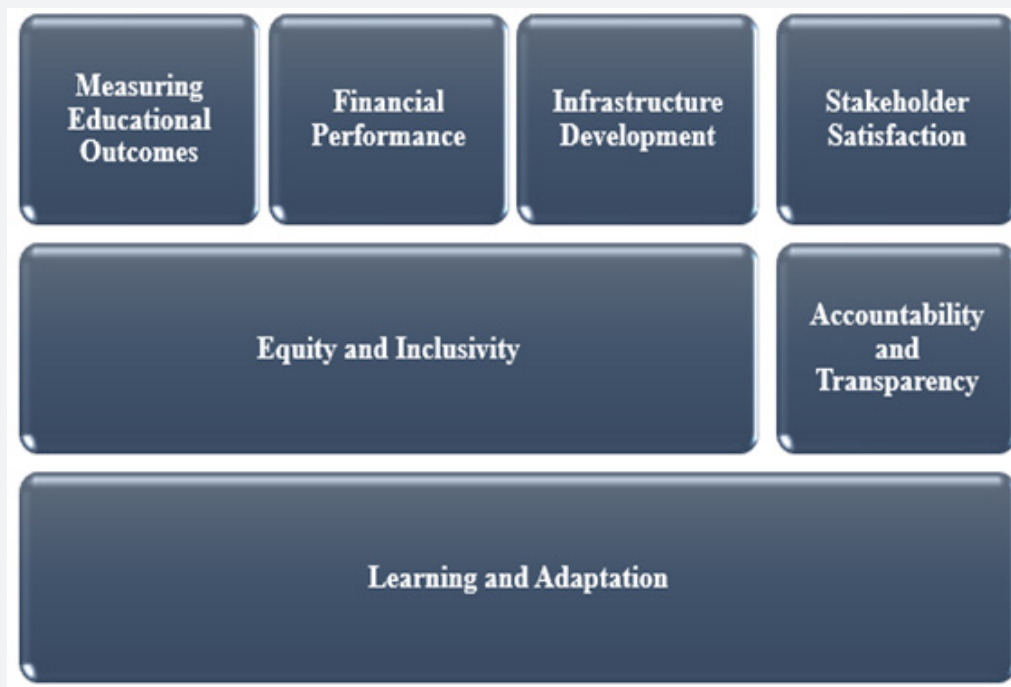 Measuring
Educational
Outcomes
Financial
Performance
Infrastructure
Development
Stakeholder
Satisfaction
Equity and Inclusivity
Accountability
and
Transparency
Learning and Adaptation